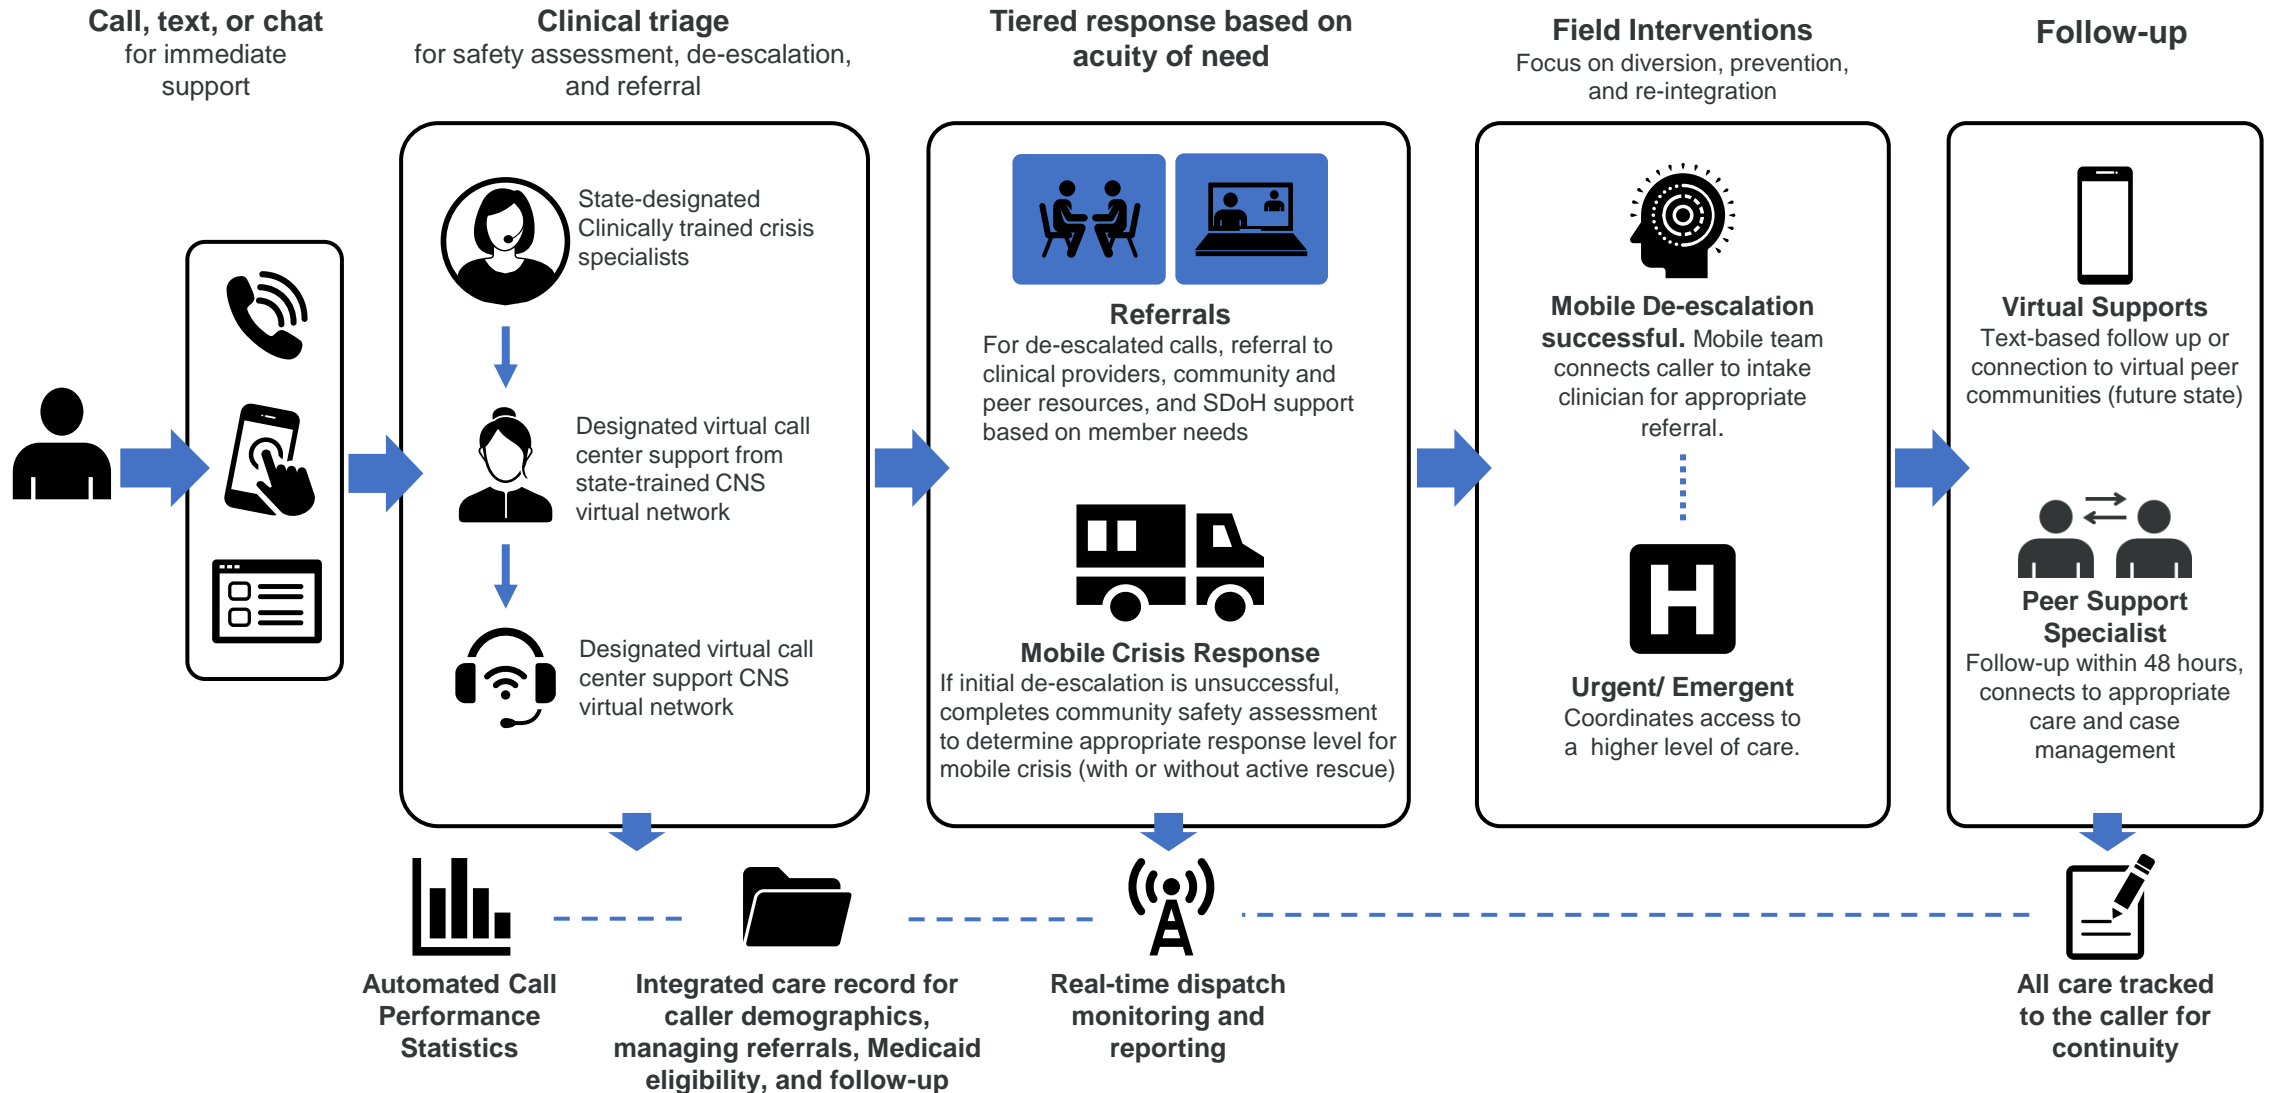 Call, text, or chat
for immediate
support
Clinical triage
for safety assessment, de-escalation,
and referral
Tiered response based on
acuity of need
Field Interventions
Focus on diversion, prevention,
and re-integration
Follow-up
State-designated
Clinically trained crisis
specialists
Designated virtual call
center support from
state-trained CNS
virtual network
Designated virtual call
center support CNS
virtual network
Referrals
For de-escalated calls, referral to
clinical providers, community and
peer resources, and SDoH support
based on member needs
Mobile Crisis Response
If initial de-escalation is unsuccessful,
completes community safety assessment
to determine appropriate response level for
mobile crisis (with or without active rescue)
Mobile De-escalation
successful. Mobile team
connects caller to intake
clinician for appropriate
referral.
H
Urgent/ Emergent
Coordinates access to
a higher level of care.
Virtual Supports
Text-based follow up or
connection to virtual peer
communities (future state)
Peer Support
Specialist
Follow-up within 48 hours,
connects to appropriate
care and case
management
Automated Call
Performance
Statistics
Integrated care record for
caller demographics,
managing referrals, Medicaid
eligibility, and follow-up
Real-time dispatch
monitoring and
reporting
All care tracked
to the caller for
continuity